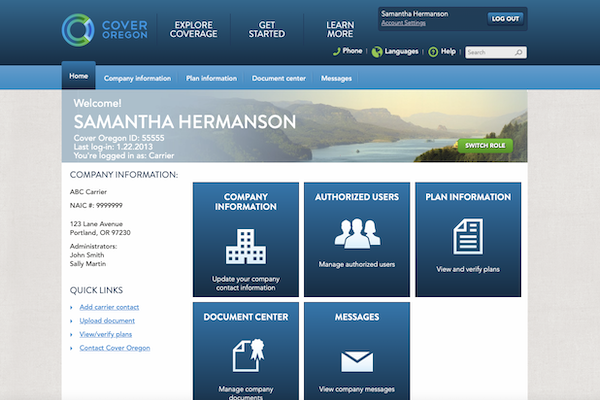 COVER
OREGON
EXPLORE
COVERAGE
GET
STARTED
LEARN
MORE
Samantha Hermanson
Account Settings
LOG OUT
Phone
Languages
Help
Search
Home
Company information
Plan information
Document center
Messages
Welcome!
SAMANTHA HERMANSON
Cover Oregon ID: 55555
Last log-in: 1.22.2013
You're logged in as: Carrier
SWITCH ROLE
COMPANY INFORMATION:
ABC Carrier
NAIC #: 9999999
123 Lane Avenue
Portland, OR 97230
Administrators:
John Smith
Sally Martin
QUICK LINKS
Add carrier contact
Upload document
View/verify plans
Contact Cover Oregon
COMPANY
INFORMATION
Update your company
contact information
AUTHORIZED USERS
Manage authorized users
PLAN INFORMATION
View and verify plans
DOCUMENT CENTER
Manage company
documents
MESSAGES
View company messages